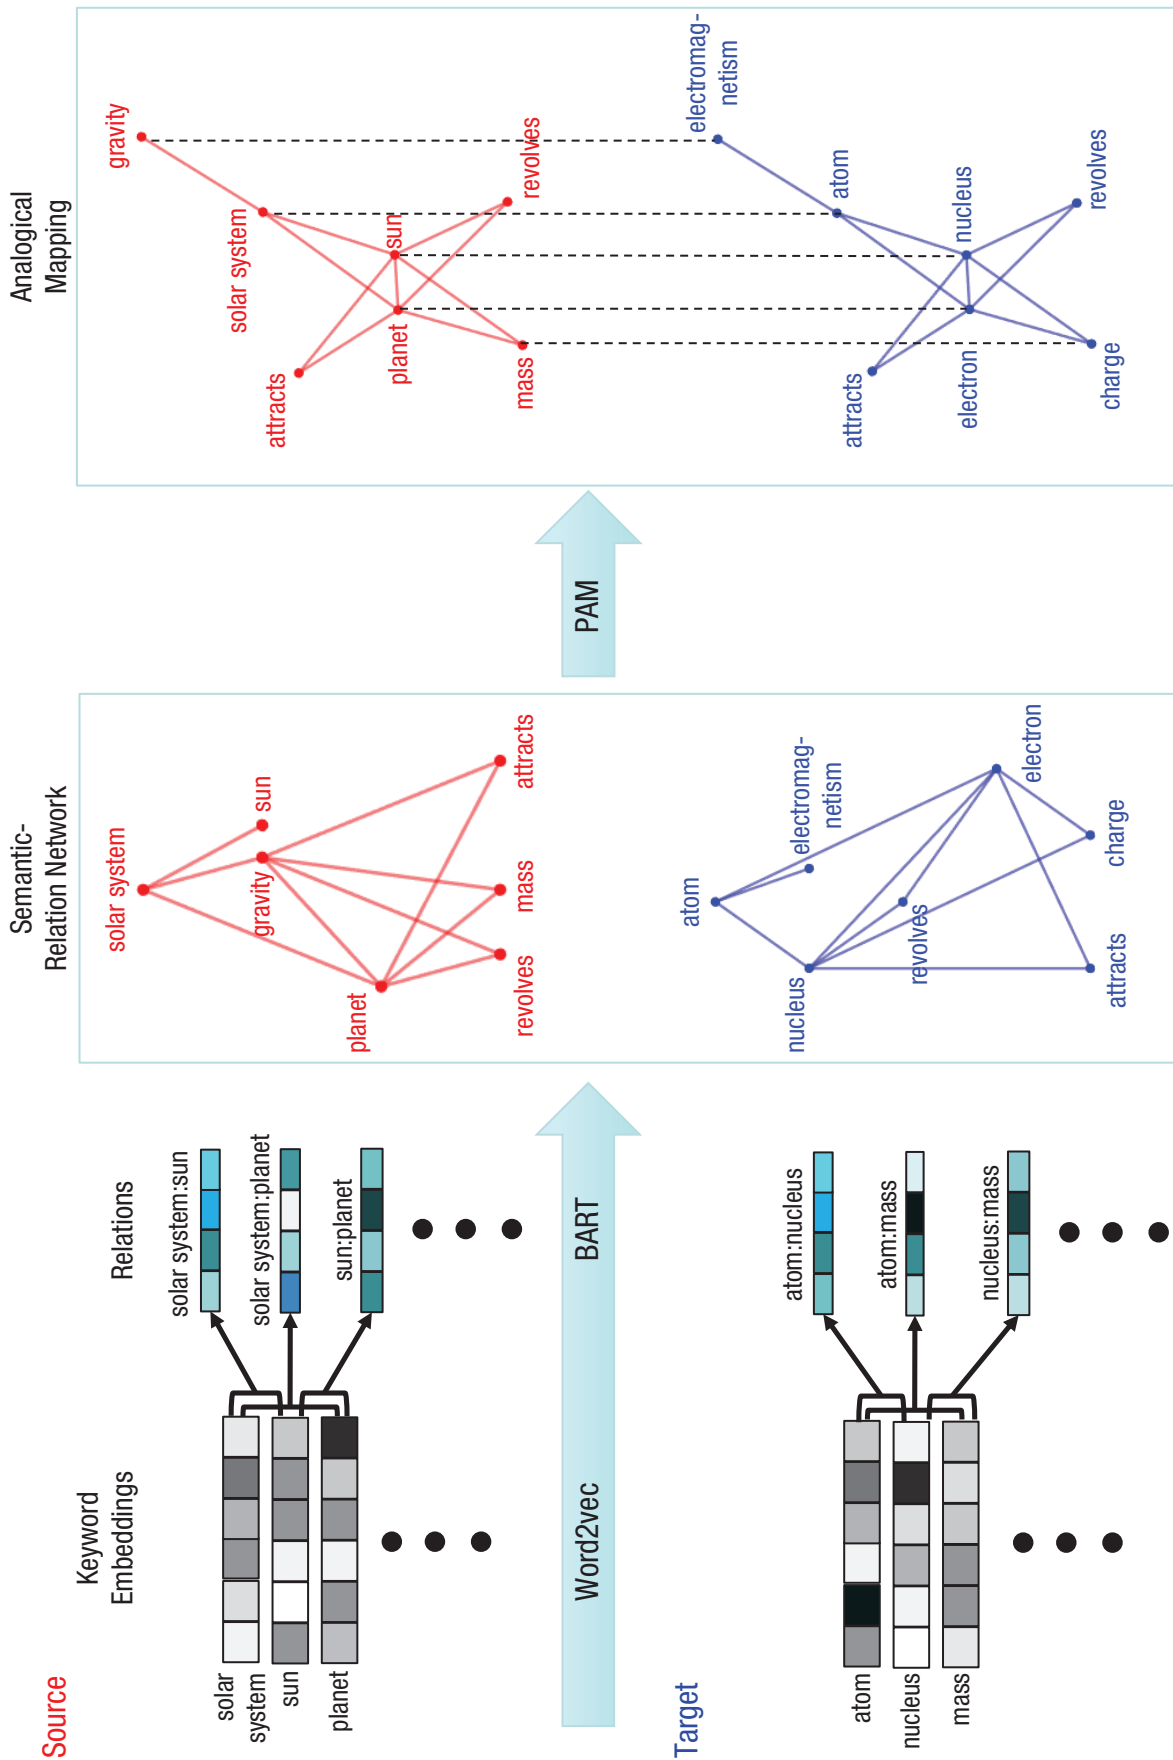 Source
Keyword
Embeddings
Relations
Semantic-
Relation Network
Analogical
Mapping
solar
system
sun
planet
solar system:sun
solar system:planet
sun:planet
solar system
sun
gravity
planet
revolves
mass
attracts
gravity
solar system
sun
revolves
attracts
planet
mass
Word2vec
BART
PAM
Target
atom
nucleus
mass
atom:nucleus
atom:mass
nucleus:mass
atom
electromag-
netism
nucleus
revolves
electron
charge
attracts
electromag-
netism
atom
nucleus
revolves
attracts
electron
charge